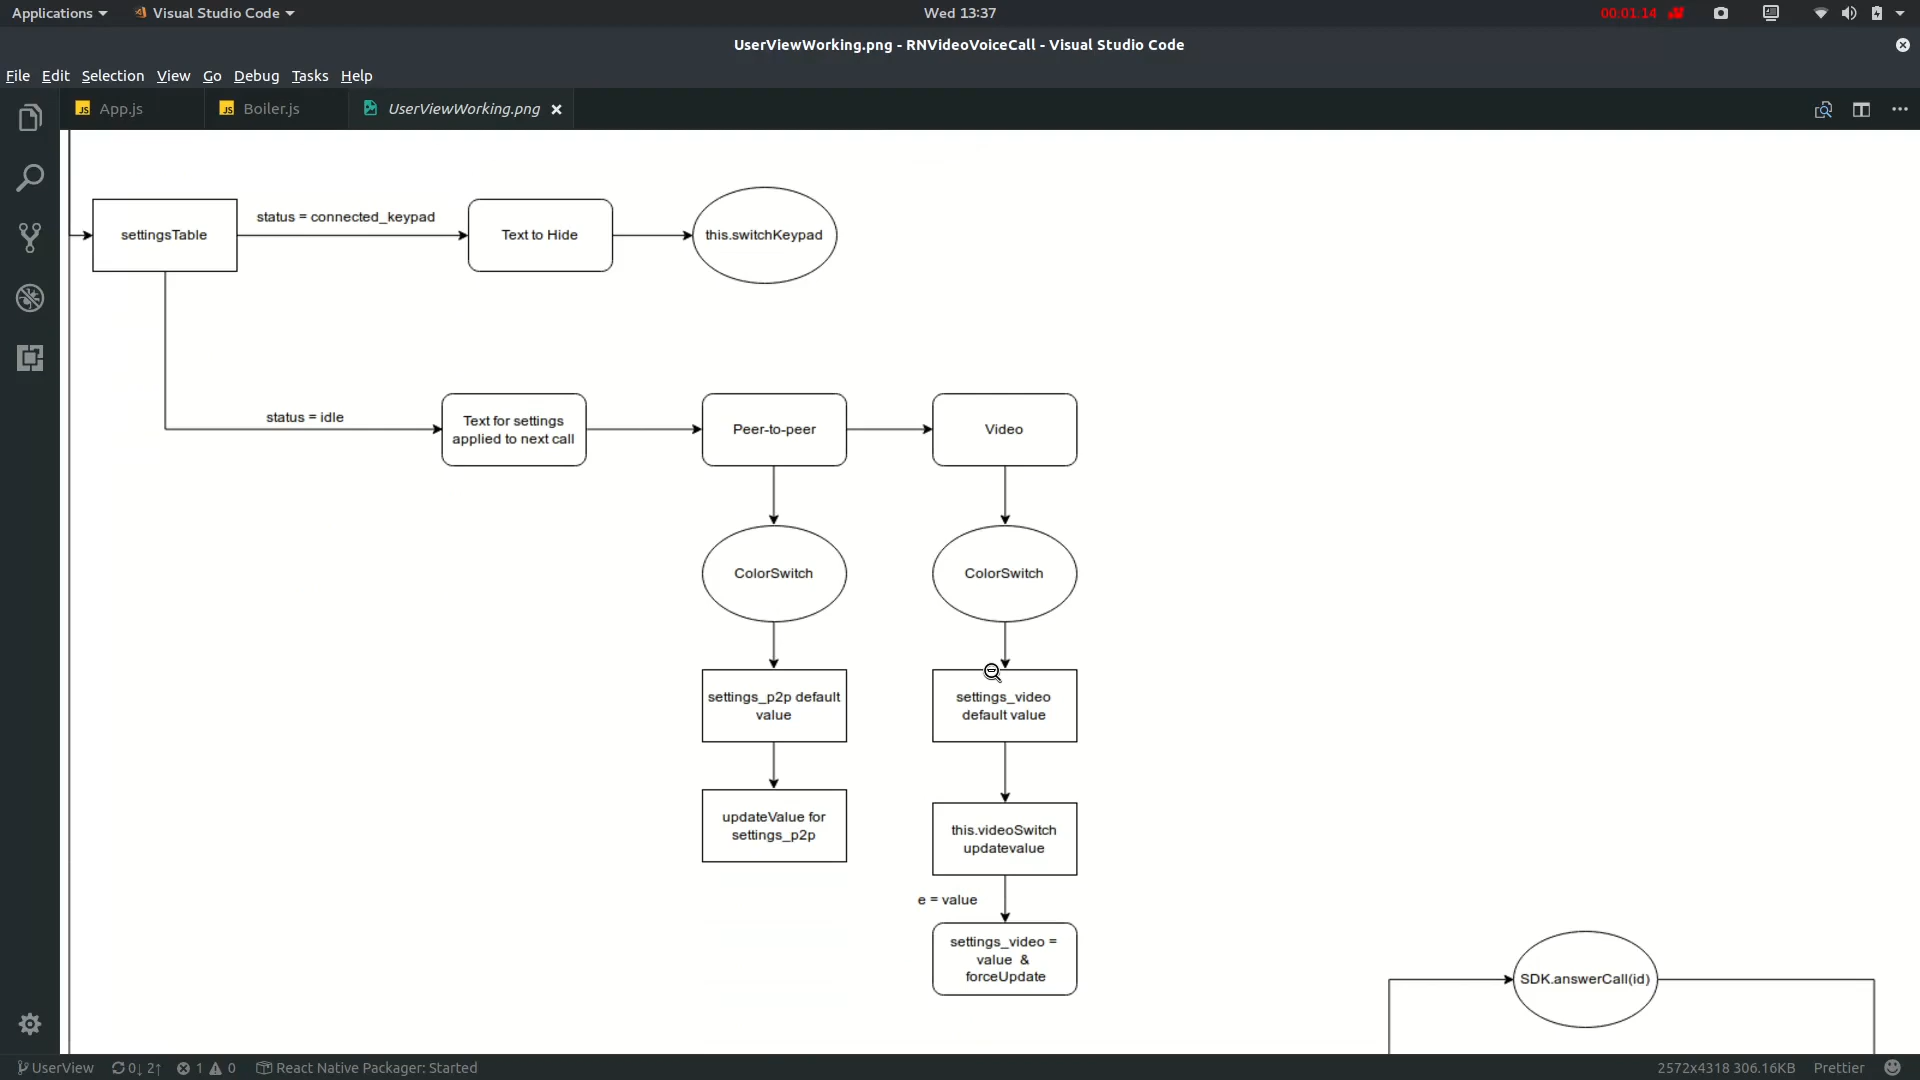 Applications
Visual Studio Code
Wed 13:37
00:01:14
UserViewWorking.png - RNVideoVoiceCall - Visual Studio Code
File Edit Selection View Go Debug Tasks Help
JS App.js
JS Boiler.js
UserViewWorking.png
settingsTable
status = connected_keypad
Text to Hide
this.switchKeypad
status = idle
Text for settings
applied to next call
Peer-to-peer
Video
ColorSwitch
ColorSwitch
settings_p2p default
value
settings_video
default value
updateValue for
settings_p2p
this.videoSwitch
updatevalue
e = value
settings_video =
value &
forceUpdate
SDK.answerCall(id)
UserView 0↓ 2↑ 1 0 React Native Packager: Started
2572x4318 306.16KB Prettier